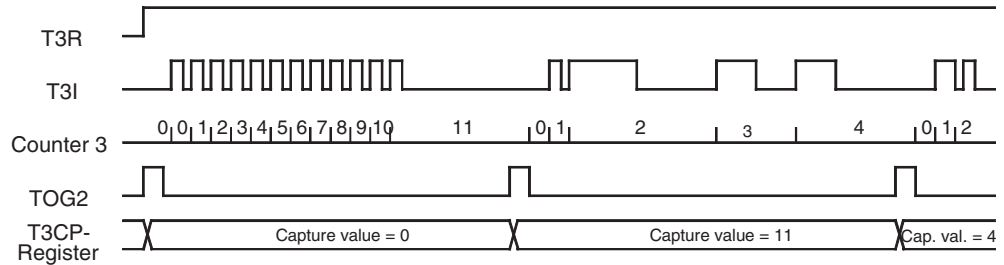 T3R
T3I
Counter 3 0 0 1 2 3 4 5 6 7 8 9 10 11 0 1 2 3 4 0 1 2
TOG2
T3CP-
Register Capture value = 0 Capture value = 11 Cap. val. = 4